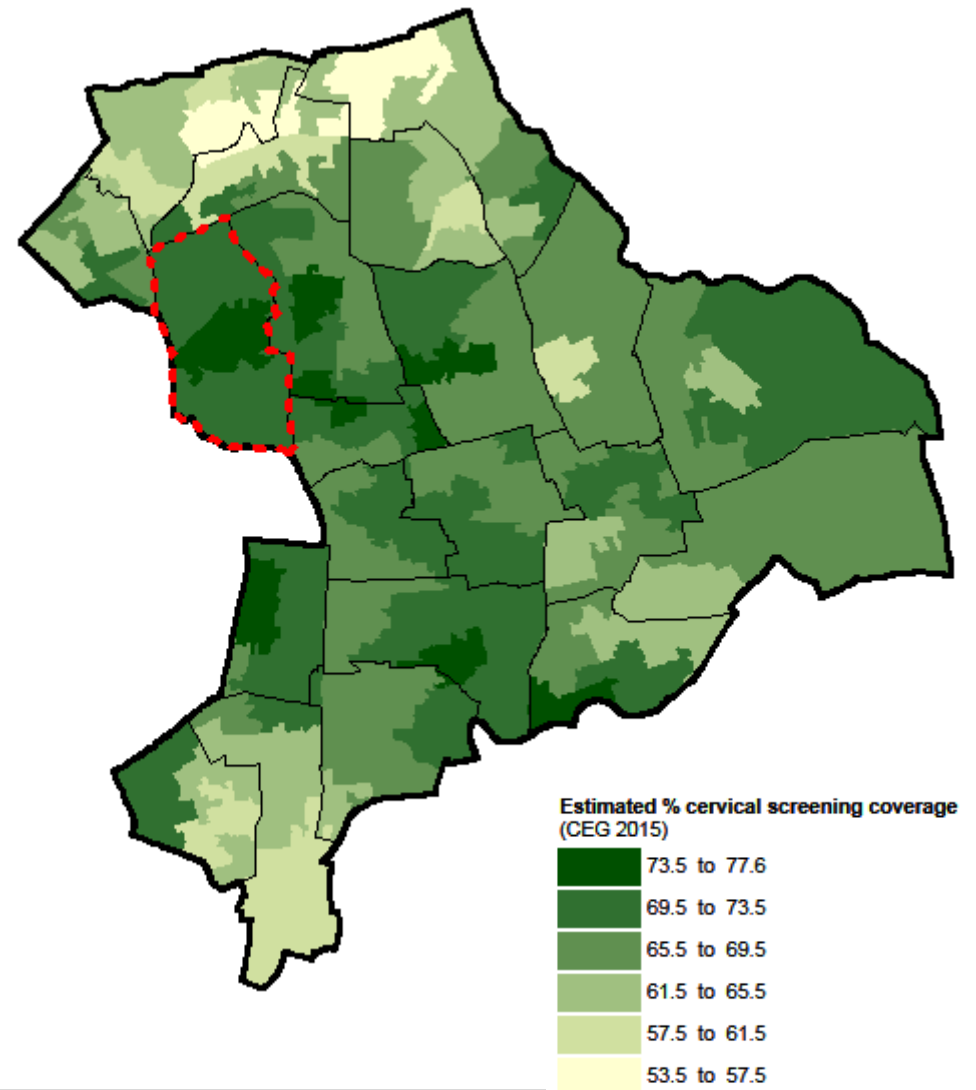 Estimated % cervical screening coverage
(CEG 2015)
73.5 to 77.6
69.5 to 73.5
65.5 to 69.5
61.5 to 65.5
57.5 to 61.5
53.5 to 57.5